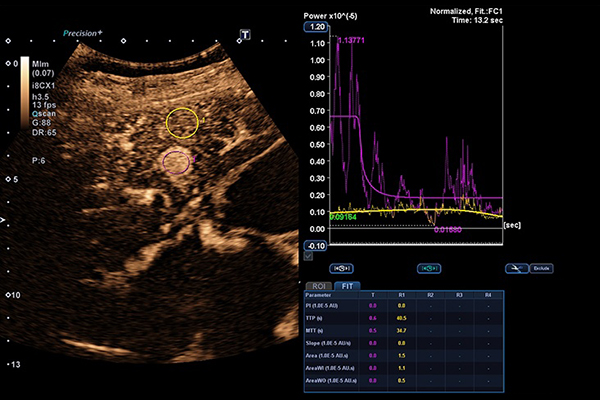 Precision+
T
0
MIm
(0.07)
i8CX1
h3.5
13 fps
Qscan
G:88
DR:65
P:6
5
10
13
Normalized, Fit.:FC1
Power x10^(-5)
Time: 13.2 sec
1.20
1.13771
1.10
1.00
0.90
0.80
0.70
0.60
0.50
0.40
0.30
0.20
0.10
0.09164
0.00
0.01680
[sec]
-0.10
Exclude
ROI FIT
Parameter T R1 R2 R3 R4
PI (1.0E-5 AU) 0.0 0.0 - - -
TTP (s) 0.6 40.5 - - -
MTT (s) 0.5 34.7 - - -
Slope (1.0E-5 AU/s) 0.0 0.0 - - -
Area (1.0E-5 AU.s) 0.0 1.5 - - -
AreaWI (1.0E-5 AU.s) 0.0 1.1 - - -
AreaWO (1.0E-5 AU.s) 0.0 0.5 - - -